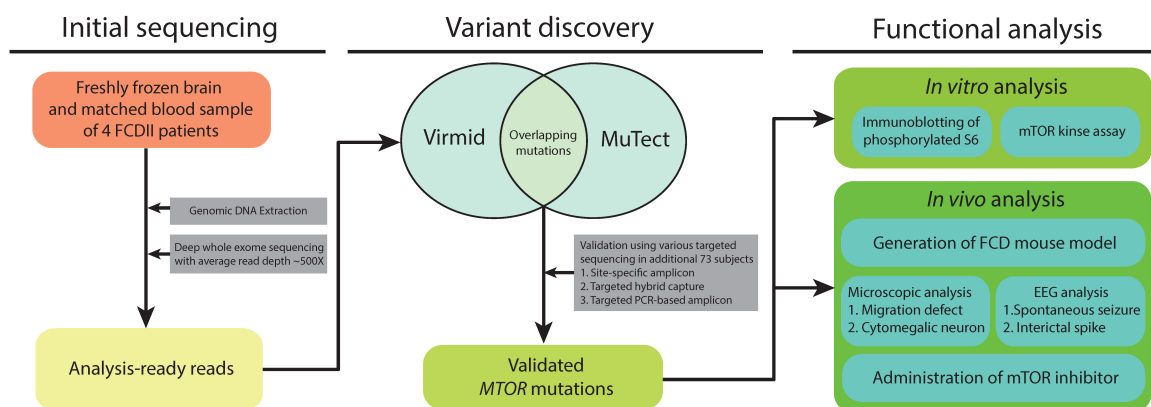 Initial sequencing
Freshly frozen brain
and matched blood sample
of 4 FCDII patients
Genomic DNA Extraction
Deep whole exome sequencing
with average read depth ~500X
Analysis-ready reads
Variant discovery
Virmid
Overlapping
mutations
MuTect
Validation using various targeted
sequencing in additional 73 subjects
1. Site-specific amplicon
2. Targeted hybrid capture
3. Targeted PCR-based amplicon
Validated
MTOR mutations
Functional analysis
In vitro analysis
Immunoblotting of
phosphorylated S6
mTOR kinse assay
In vivo analysis
Generation of FCD mouse model
Microscopic analysis
1. Migration defect
2. Cytomegalic neuron
EEG analysis
1.Spontaneous seizure
2. Interictal spike
Administration of mTOR inhibitor